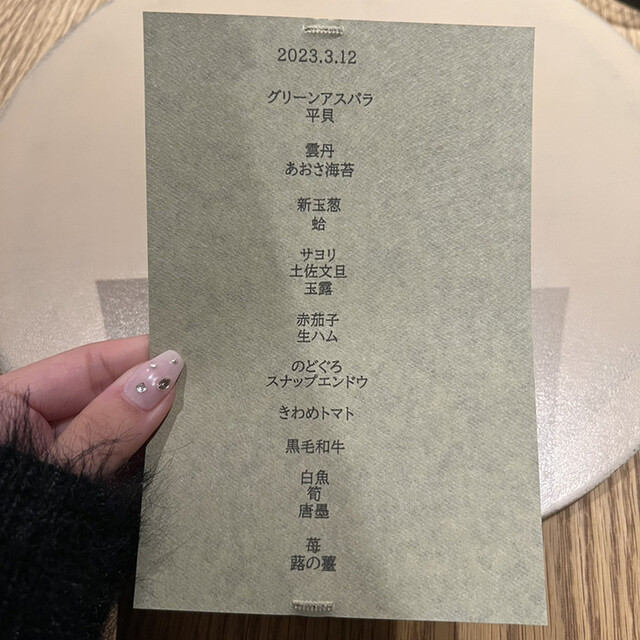 2023.3.12
グリーンアスパラ
平貝
雲丹
あおさ海苔
新玉葱
蛤
サヨリ
土佐文旦
玉露
赤茄子
生ハム
のどぐろ
スナップエンドウ
きわめトマト
黒毛和牛
白魚
筍
唐墨
苺
蕗の薹